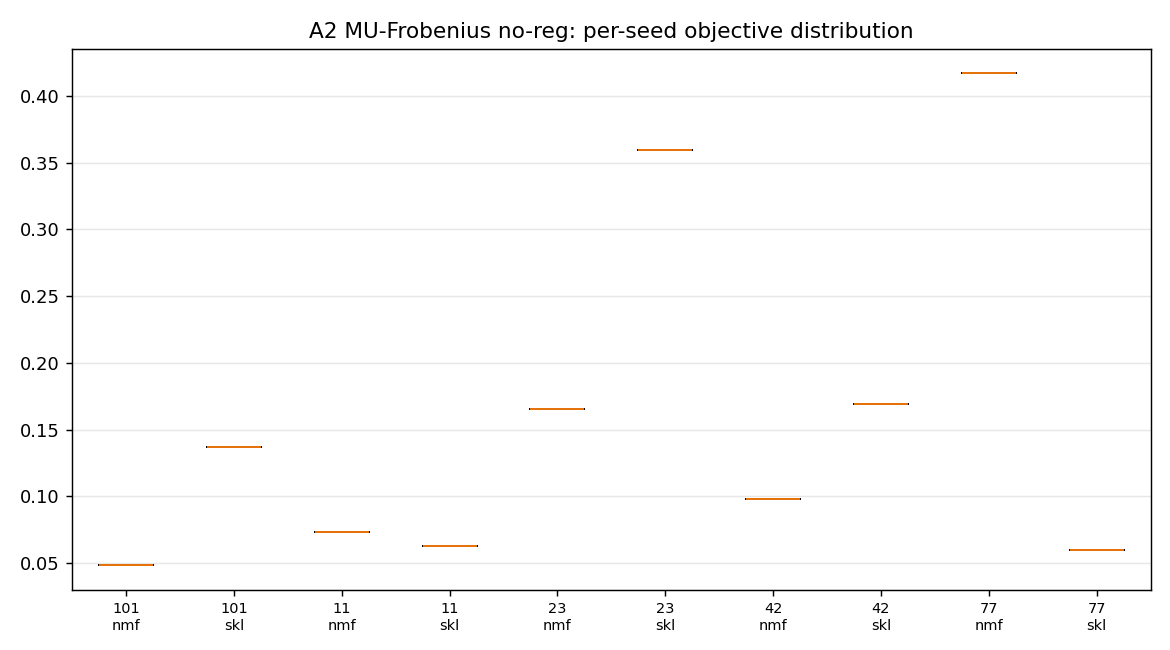 A2 MU-Frobenius no-reg: per-seed objective distribution
0.40
0.35
0.30
0.25
0.20
0.15
0.10
0.05
101 101 11 11 23 23 42 42 77 77
nmf skl nmf skl nmf skl nmf skl nmf skl